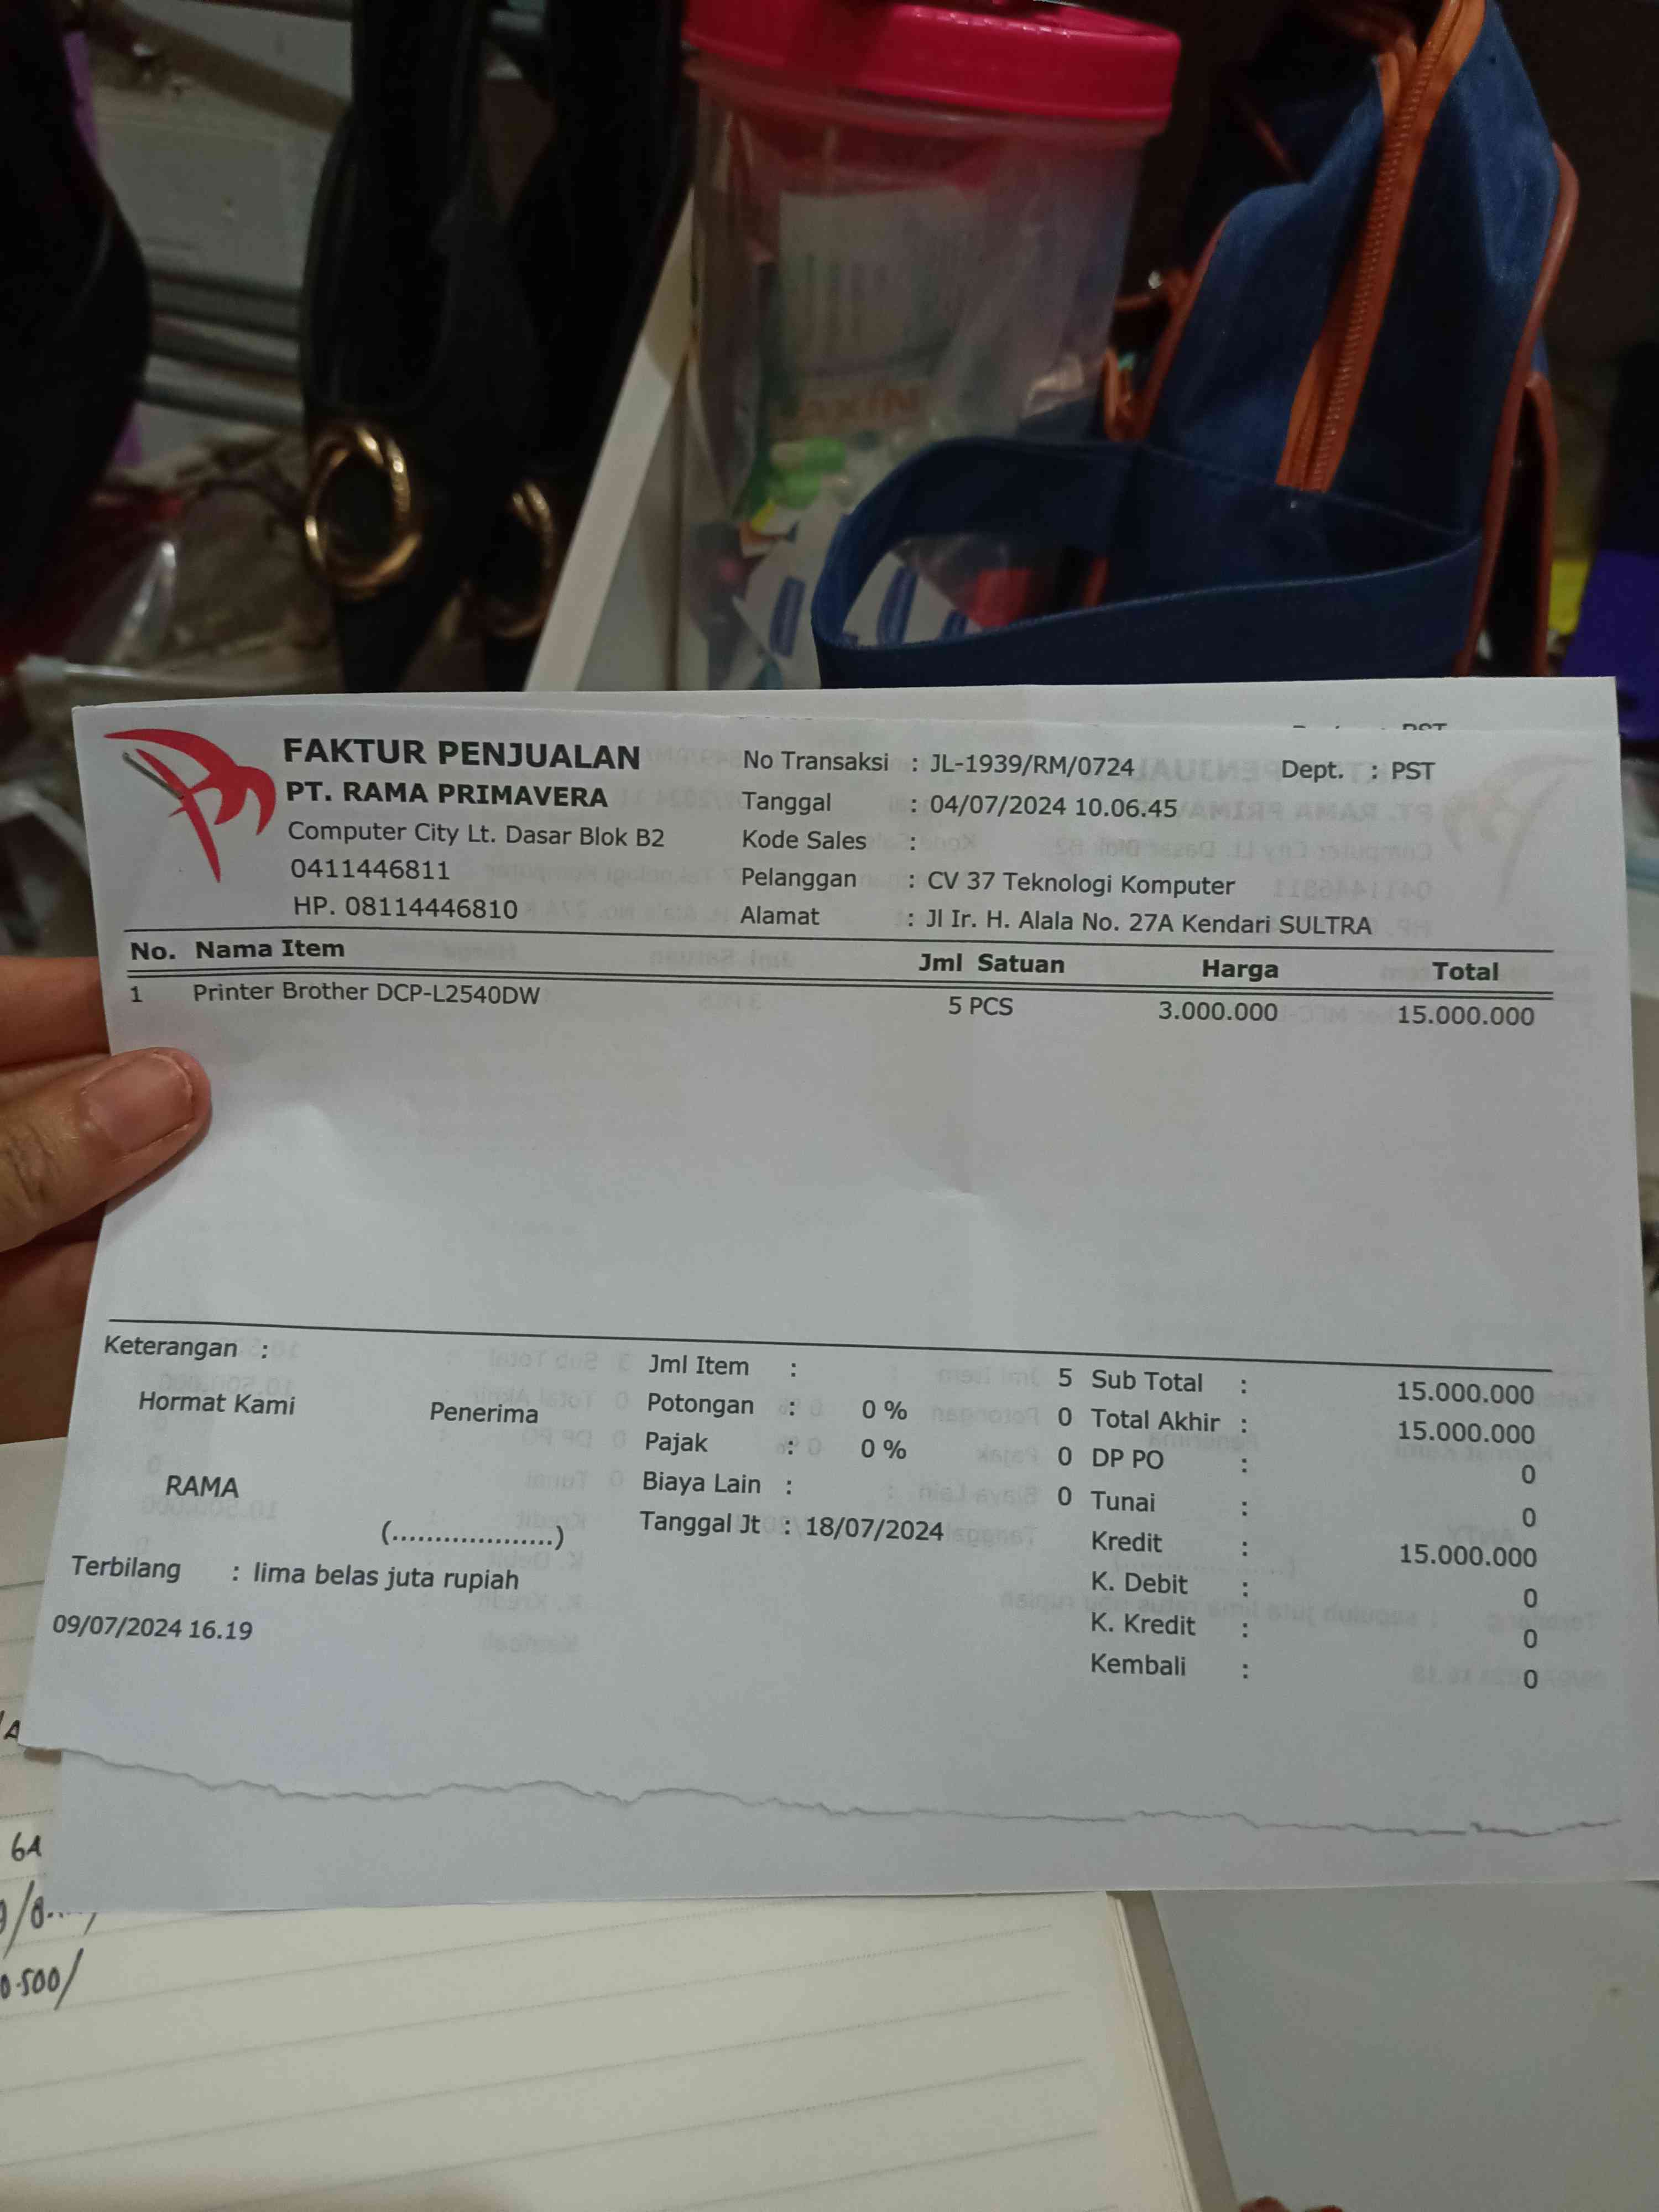 AXIN
PST
FAKTUR PENJUALAN
PT. RAMA PRIMAVERA
Computer City Lt. Dasar Blok B2
0411446811
HP. 08114446810
No Transaksi : JL-1939/RM/0724
Dept. : PST
Tanggal : 04/07/2024 10.06.45
Kode Sales :
Pelanggan : CV 37 Teknologi Komputer
Alamat : Jl Ir. H. Alala No. 27A Kendari SULTRA
No. Nama Item Jml Satuan Harga Total
1 Printer Brother DCP-L2540DW 5 PCS 3.000.000 15.000.000
Keterangan :
Hormat Kami
Penerima
RAMA
(...................)
Jml Item : 5
Potongan : 0 % 0
Pajak : 0 % 0
Biaya Lain : 0
Tanggal Jt : 18/07/2024
Sub Total : 15.000.000
Total Akhir : 15.000.000
DP PO : 0
Tunai : 0
Kredit : 15.000.000
K. Debit : 0
K. Kredit : 0
Kembali : 0
Terbilang : lima belas juta rupiah
09/07/2024 16.19
6A
0.500/